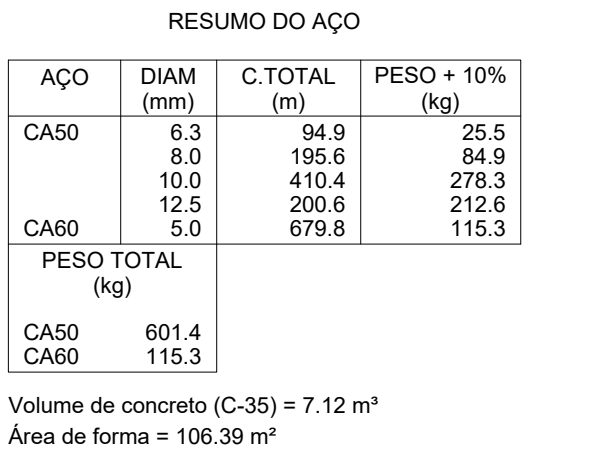 RESUMO DO AÇO
AÇO DIAM C.TOTAL PESO + 10%
(mm) (m) (kg)
CA50 6.3 94.9 25.5
8.0 195.6 84.9
10.0 410.4 278.3
12.5 200.6 212.6
CA60 5.0 679.8 115.3
PESO TOTAL
(kg)
CA50 601.4
CA60 115.3
Volume de concreto (C-35) = 7.12 m³
Área de forma = 106.39 m²